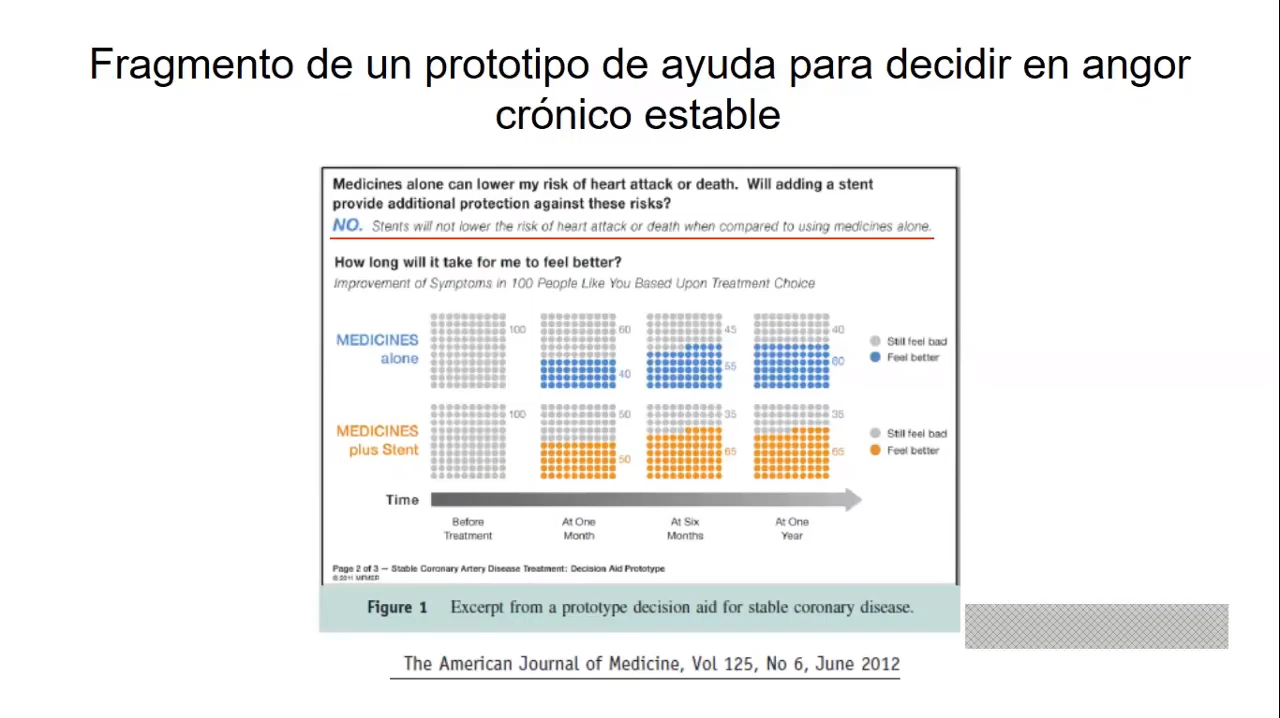 Fragmento de un prototipo de ayuda para decidir en angor
crónico estable
Medicines alone can lower my risk of heart attack or death. Will adding a stent
provide additional protection against these risks?
NO. Stents will not lower the risk of heart attack or death when compared to using medicines alone.
How long will it take for me to feel better?
Improvement of Symptoms in 100 People Like You Based Upon Treatment Choice
MEDICINES
alone
100
60
40
45
55
40
60
Still feel bad
Feel better
MEDICINES
plus Stent
100
50
50
35
65
35
65
Still feel bad
Feel better
Time
Before
Treatment
At One
Month
At Six
Months
At One
Year
Page 2 of 3 — Stable Coronary Artery Disease Treatment: Decision Aid Prototype
©2011 MFMER
Figure 1 Excerpt from a prototype decision aid for stable coronary disease.
The American Journal of Medicine, Vol 125, No 6, June 2012